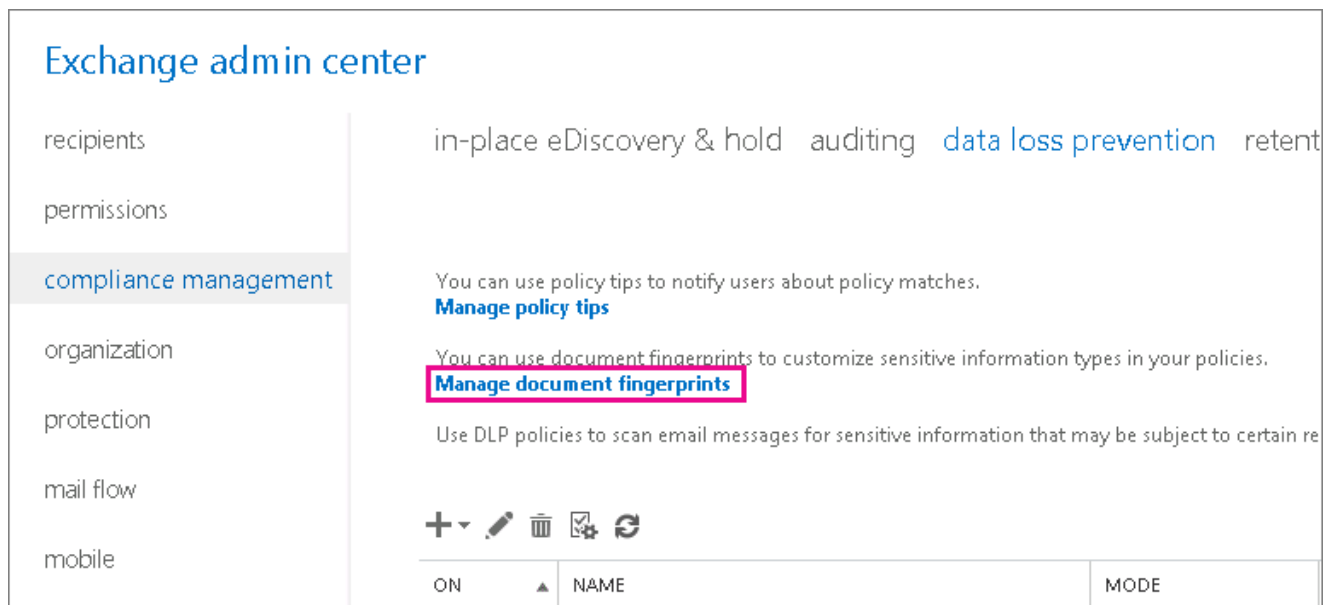 Exchange admin center
recipients
permissions
compliance management
organization
protection
mail flow
mobile
in-place eDiscovery & hold auditing data loss prevention retent
You can use policy tips to notify users about policy matches.
Manage policy tips
You can use document fingerprints to customize sensitive information types in your policies.
Manage document fingerprints
Use DLP policies to scan email messages for sensitive information that may be subject to certain re
ON NAME MODE